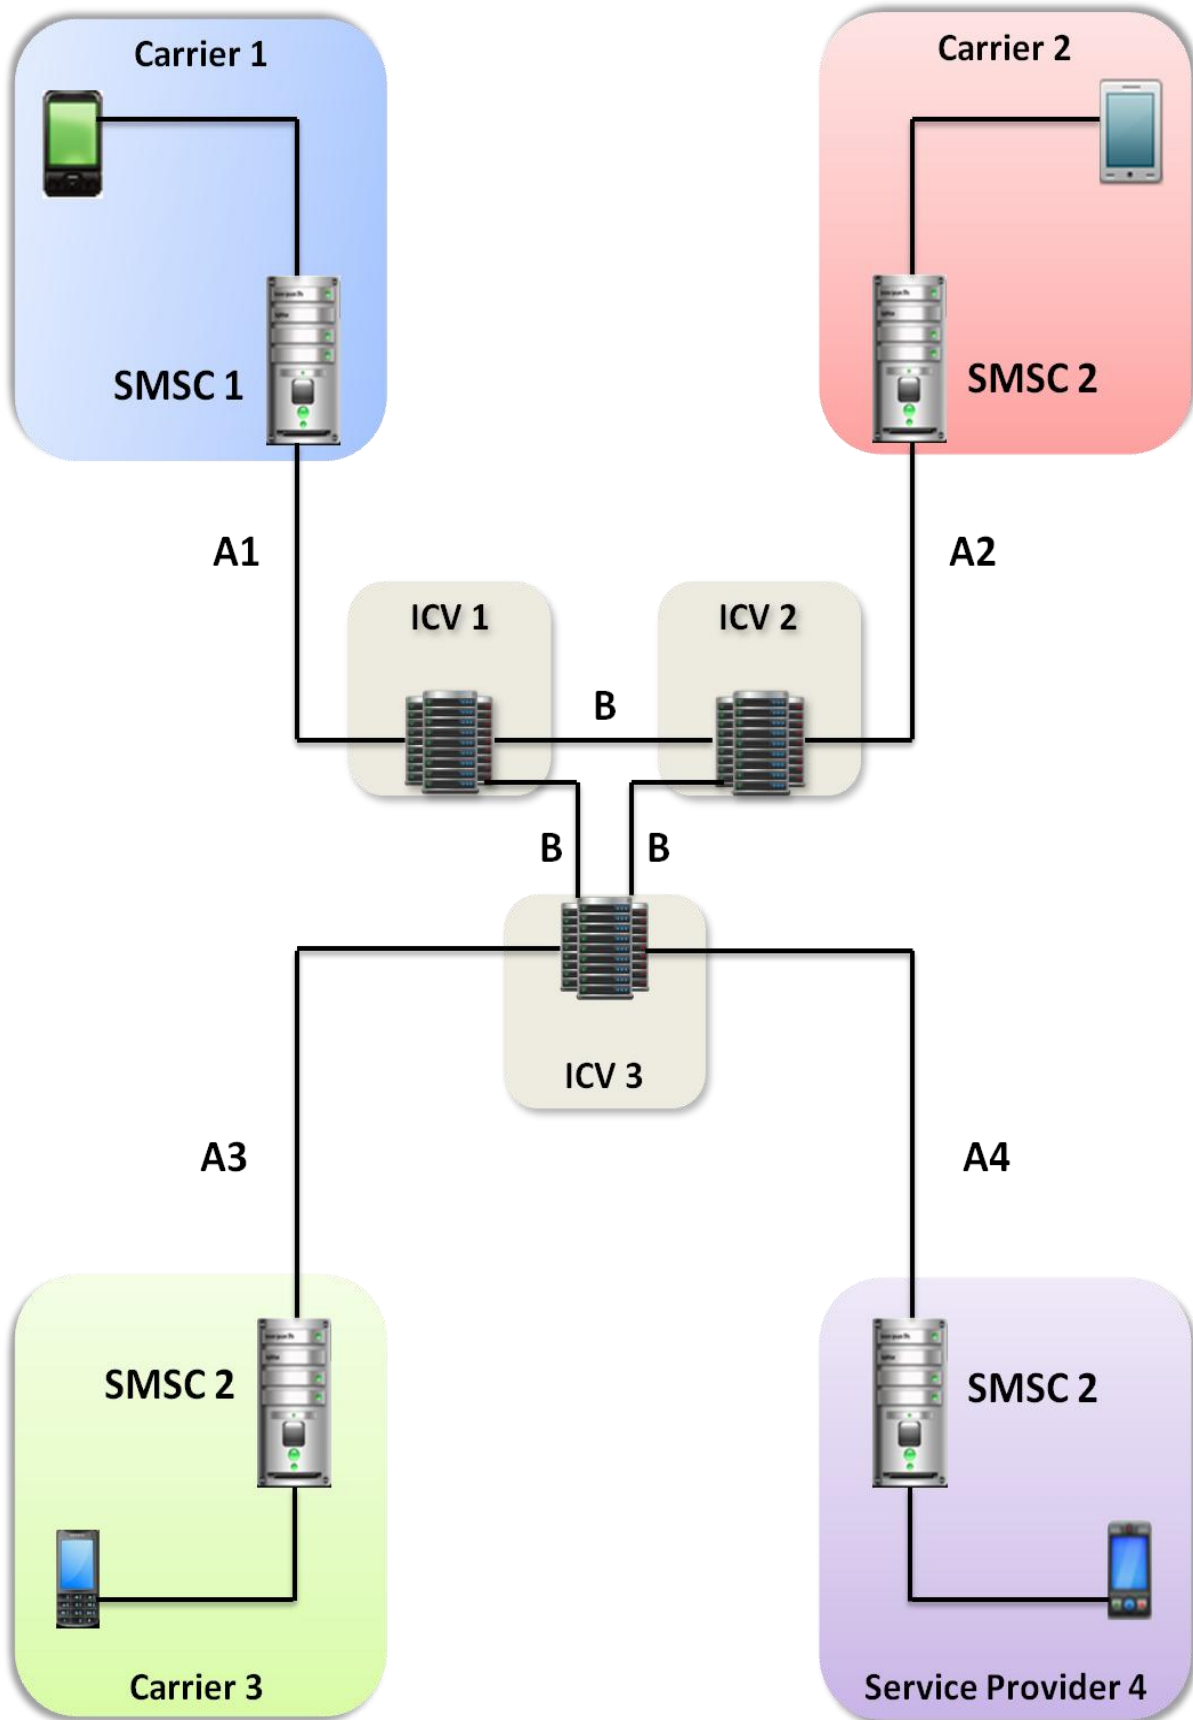 Carrier 1
Carrier 2
SMSC 1
SMSC 2
A1
A2
ICV 1
ICV 2
B
B
B
ICV 3
A3
A4
SMSC 2
SMSC 2
Carrier 3
Service Provider 4